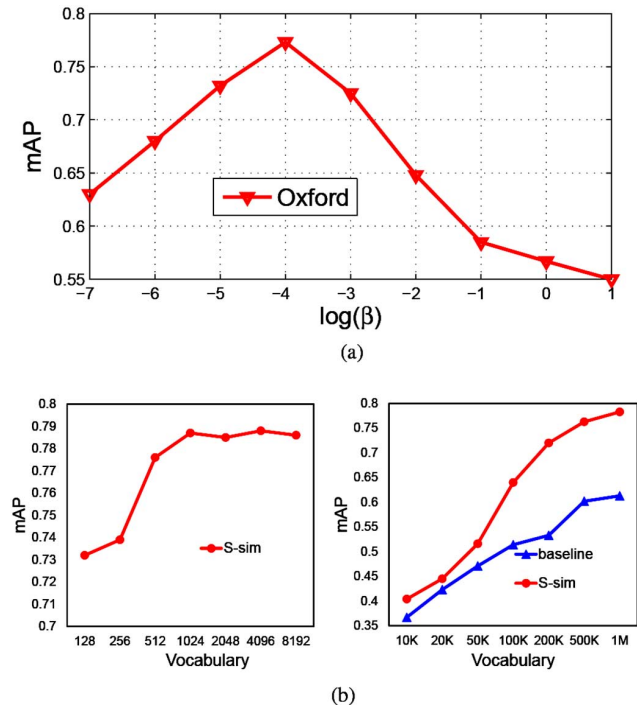 0.8
0.75
0.7
0.65
0.6
0.55
mAP
Oxford
−7 −6 −5 −4 −3 −2 −1 0 1
log(β)
(a)
0.8
0.79
0.78
0.77
0.76
0.75
0.74
0.73
0.72
0.71
0.7
mAP
S-sim
128 256 512 1024 2048 4096 8192
Vocabulary
0.8
0.75
0.7
0.65
0.6
0.55
0.5
0.45
0.4
0.35
mAP
baseline
S-sim
10K 20K 50K 100K 200K 500K 1M
Vocabulary
(b)